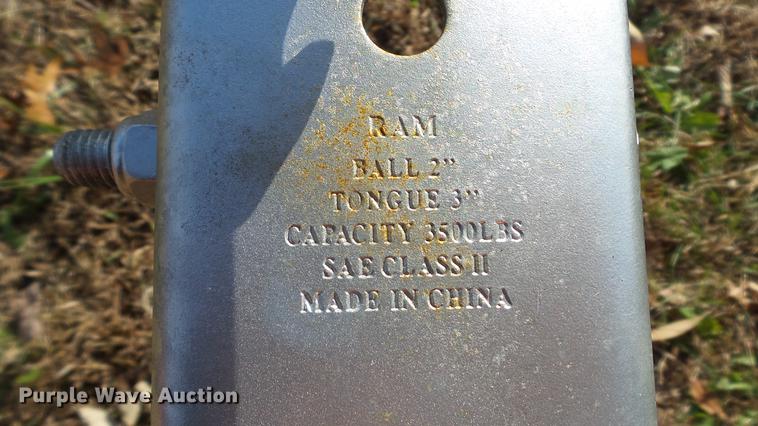 RAM
BALL 2"
TONGUE 3"
CAPACITY 3500LBS
SAE CLASS II
MADE IN CHINA
Purple Wave Auction